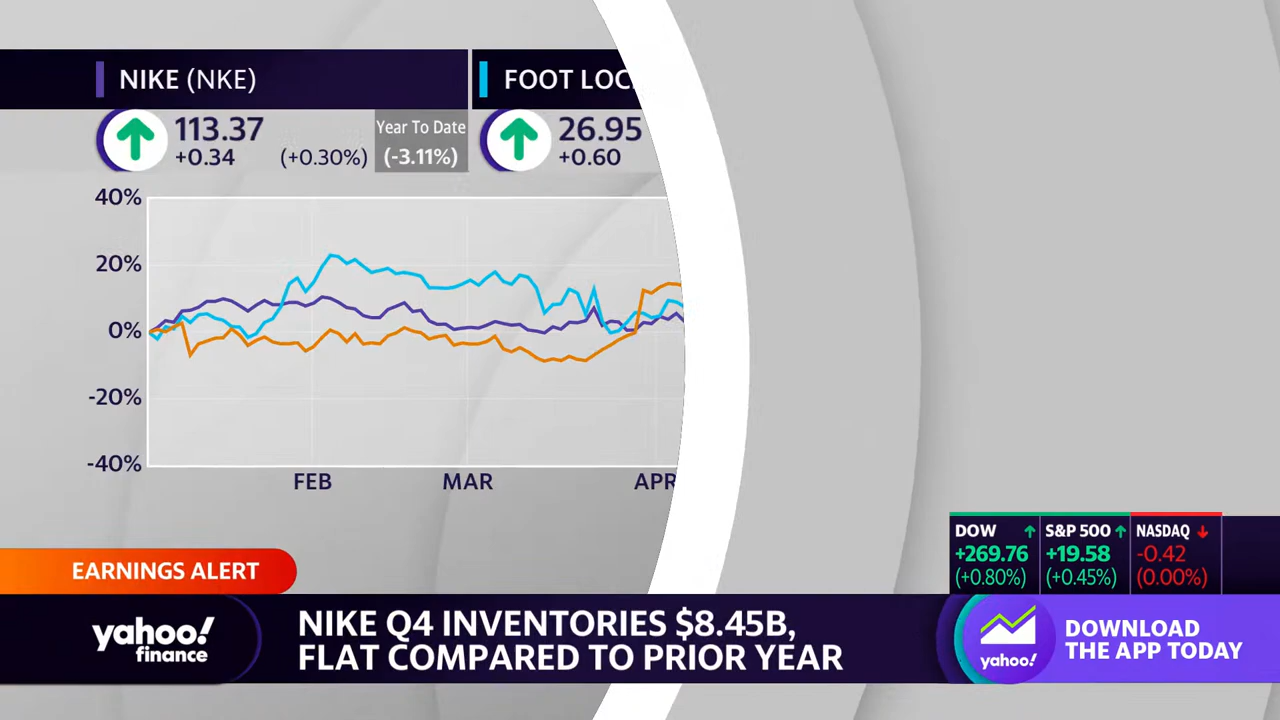 NIKE (NKE)
113.37
+0.34 (+0.30%)
Year To Date
(-3.11%)
FOOT LOC
26.95
+0.60
40%
20%
0%
-20%
-40%
FEB MAR APR
EARNINGS ALERT
yahoo!
finance
NIKE Q4 INVENTORIES $8.45B,
FLAT COMPARED TO PRIOR YEAR
DOW
+269.76
(+0.80%)
S&P 500
+19.58
(+0.45%)
NASDAQ
-0.42
(0.00%)
yahoo!
DOWNLOAD
THE APP TODAY